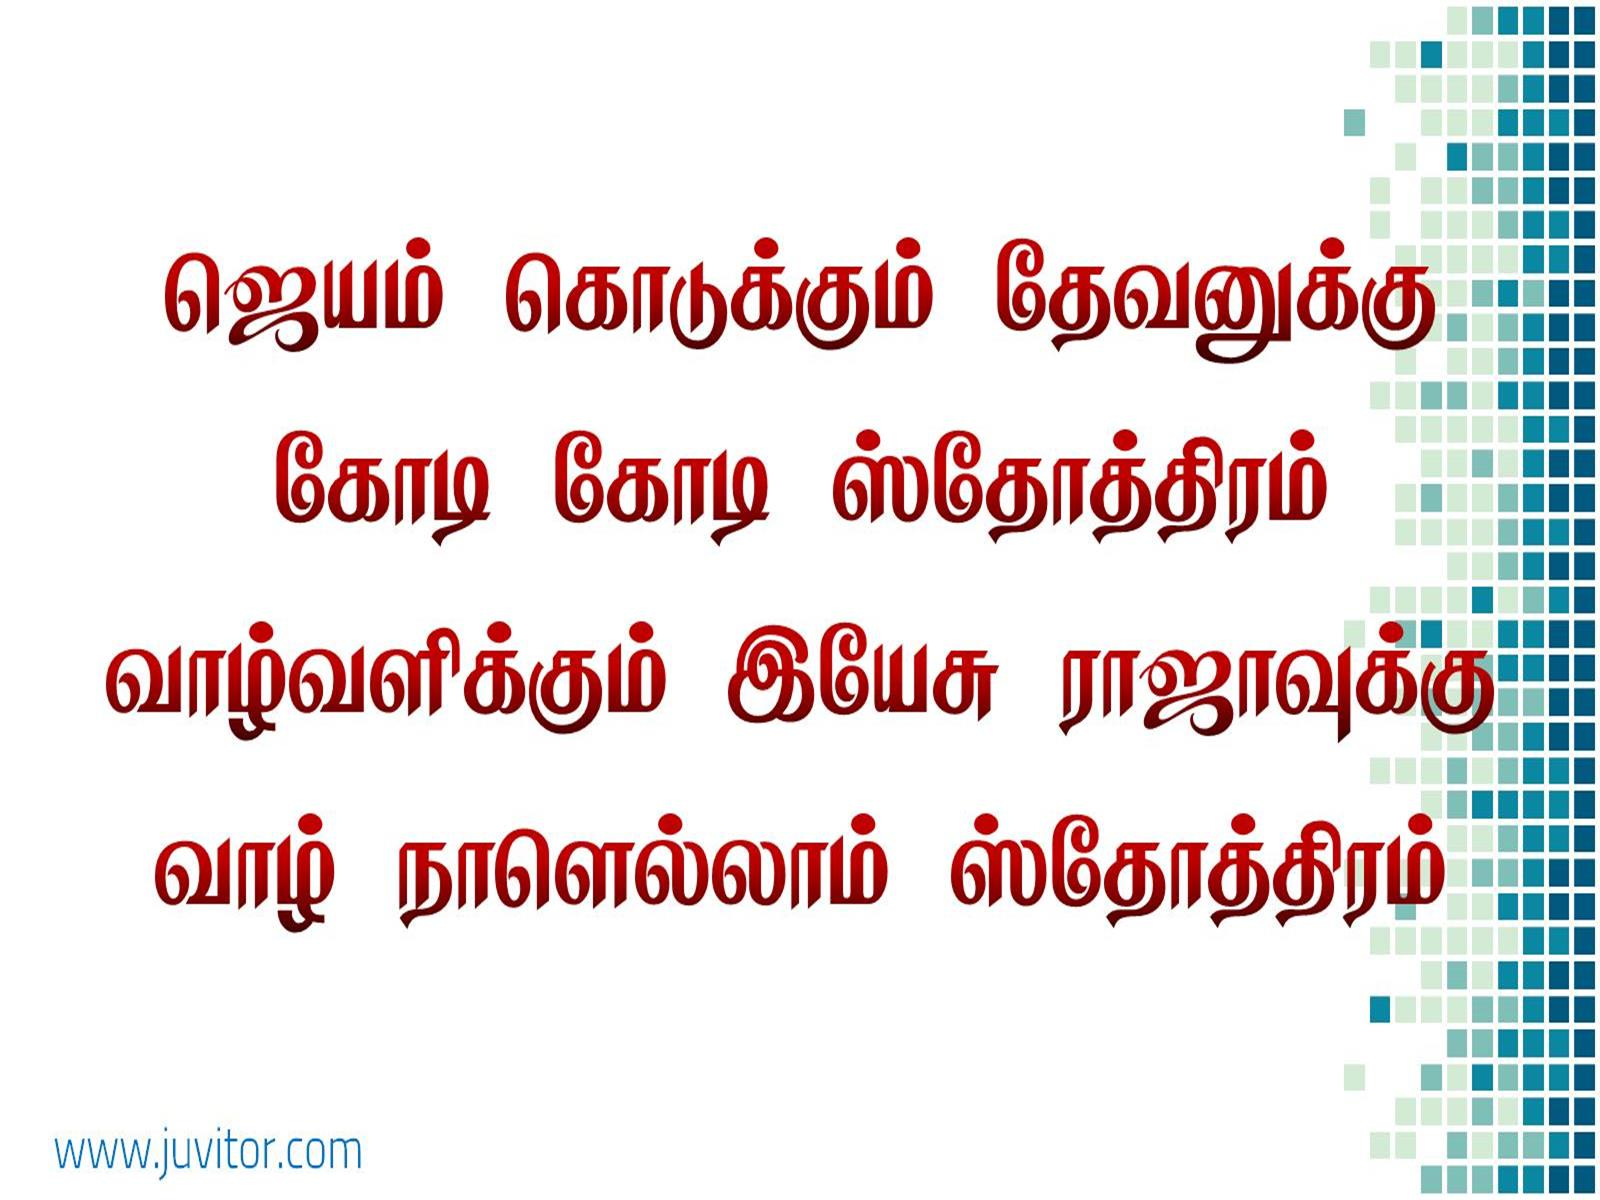 ஜெயம் கொடுக்கும் தேவனுக்கு
கோடி கோடி ஸ்தோத்திரம்
வாழ்வளிக்கும் இயேசு ராஜாவுக்கு
வாழ் நாளெல்லாம் ஸ்தோத்திரம்
www.juvitor.com